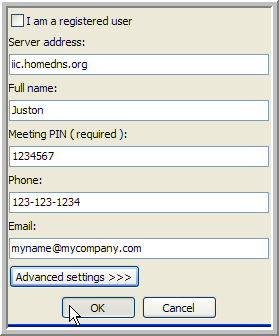 I am a registered user
Server address:
iic.homedns.org
Full name:
Juston
Meeting PIN ( required ):
1234567
Phone:
123-123-1234
Email:
myname@mycompany.com
Advanced settings >>>
OK Cancel